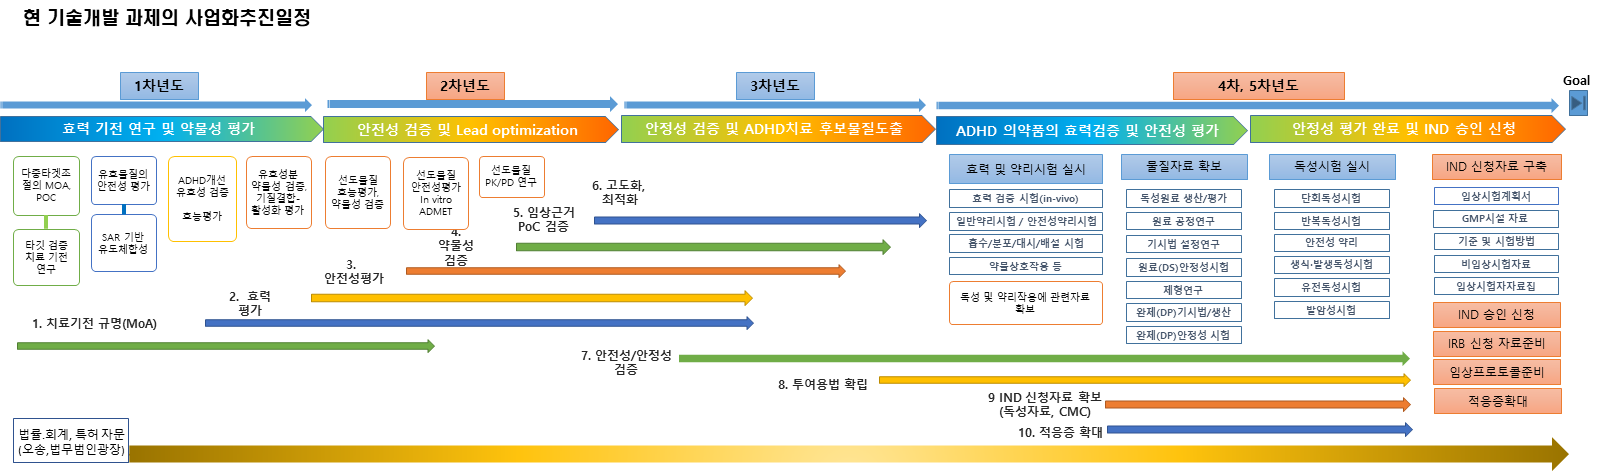 현 기술개발 과제의 사업화추진일정
1차년도
2차년도
3차년도
4차, 5차년도
Goal
효력 기전 연구 및 약물성 평가
안전성 검증 및 Lead optimization
안정성 검증 및 ADHD치료 후보물질도출
ADHD 의약품의 효력검증 및 안전성 평가
안정성 평가 완료 및 IND 승인 신청
다중타겟조
절의 MOA,
POC
타깃 검증
치료 기전
연구
유효물질의
안전성 평가
SAR 기반
유도체합성
ADHD개선
유효성 검증
효능평가
유효성분
약물성 검증,
기질결합-
활성화 평가
선도물질
효능평가,
약물성 검증
선도물질
안전성평가
In vitro
ADMET
선도물질
PK/PD 연구
6. 고도화,
최적화
5. 임상근거
PoC 검증
4.
약물성
검증
3.
안전성평가
2. 효력
평가
1. 치료기전 규명(MoA)
7. 안전성/안정성
검증
8. 투여용법 확립
9 IND 신청자료 확보
(독성자료, CMC)
10. 적응증 확대
효력 및 약리시험 실시
효력 검증 시험(in-vivo)
일반약리시험 / 안전성약리시험
흡수/분포/대시/배설 시험
약물상호작용 등
독성 및 약리작용에 관련자료
확보
물질자료 확보
독성원료 생산/평가
원료 공정연구
기시법 설정연구
원료(DS)안정성시험
제형연구
완제(DP)기시법/생산
완제(DP)안정성 시험
독성시험 실시
단회독성시험
반복독성시험
안전성 약리
생식·발생독성시험
유전독성시험
발암성시험
IND 신청자료 구축
임상시험계획서
GMP시설 자료
기준 및 시험방법
비임상시험자료
임상시험자자료집
IND 승인 신청
IRB 신청 자료준비
임상프로토콜준비
적응증확대
법률.회계, 특허 자문
(오송,법무법인광장)